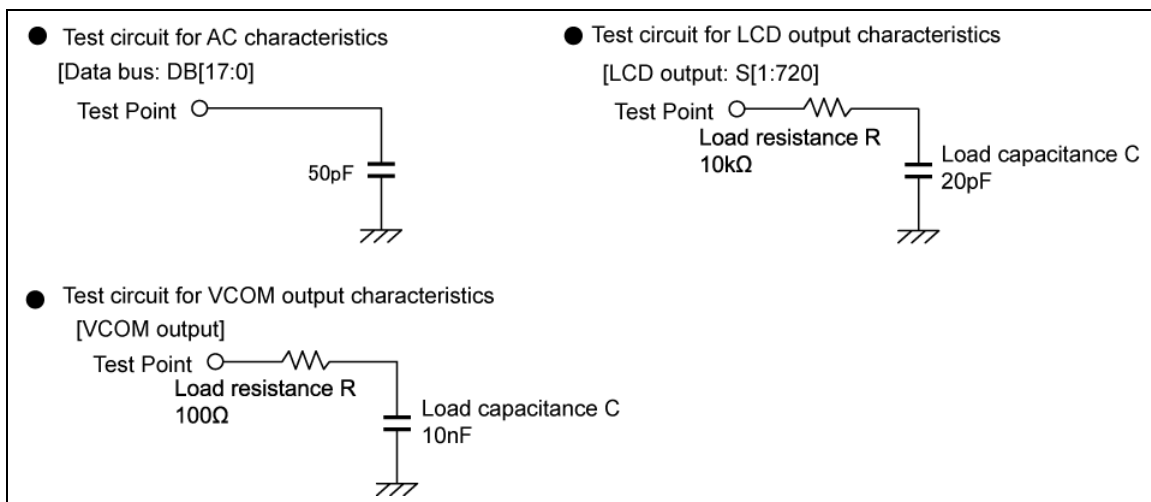 ● Test circuit for AC characteristics
[Data bus: DB[17:0]
Test Point
50pF
● Test circuit for LCD output characteristics
[LCD output: S[1:720]
Test Point
Load resistance R
10kΩ
Load capacitance C
20pF
● Test circuit for VCOM output characteristics
[VCOM output]
Test Point
Load resistance R
100Ω
Load capacitance C
10nF